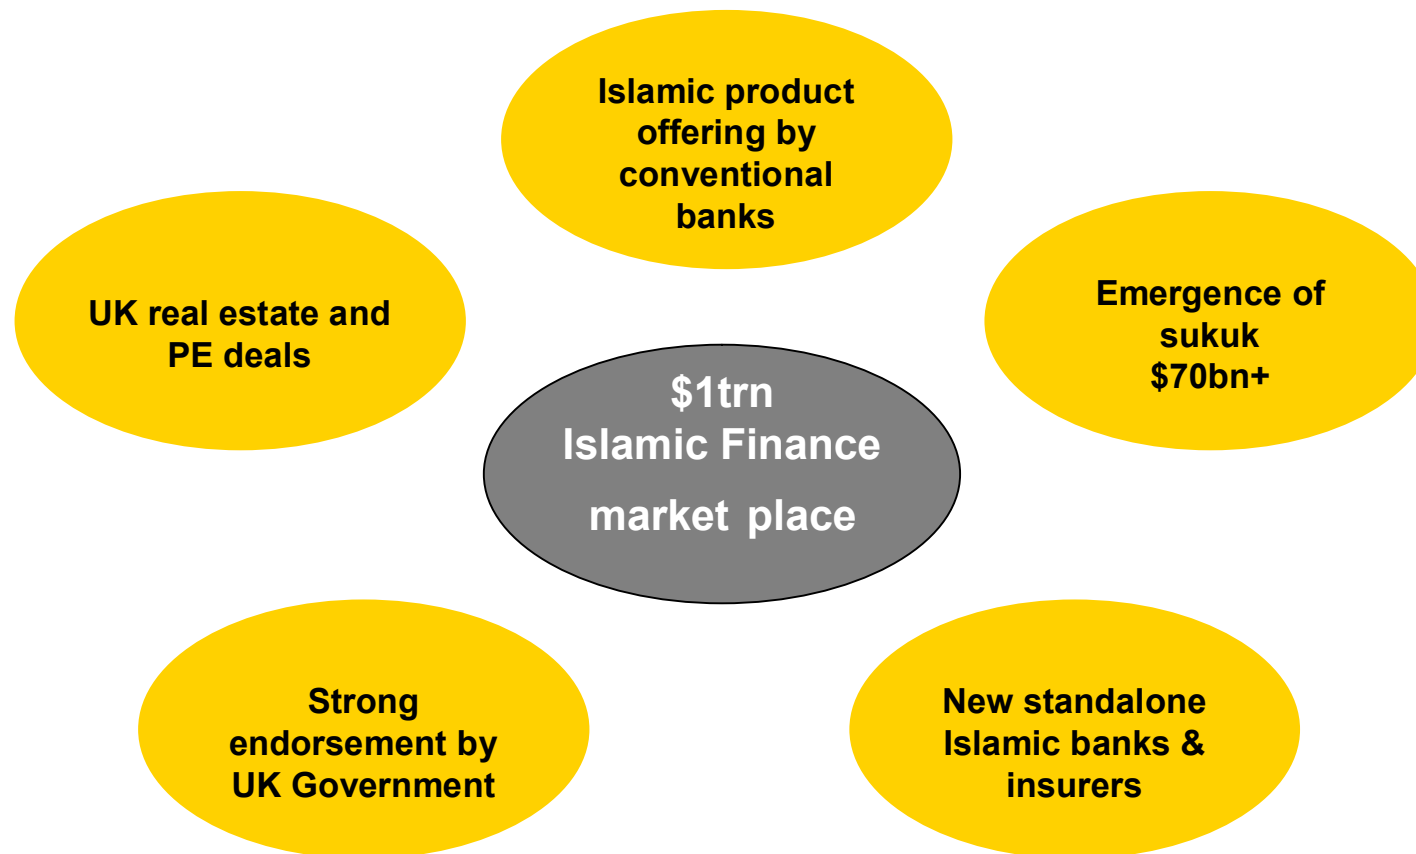 Islamic product
offering by
conventional
banks
UK real estate and
PE deals
Emergence of
sukuk
$70bn+
$1trn
Islamic Finance
market place
Strong
endorsement by
UK Government
New standalone
Islamic banks &
insurers